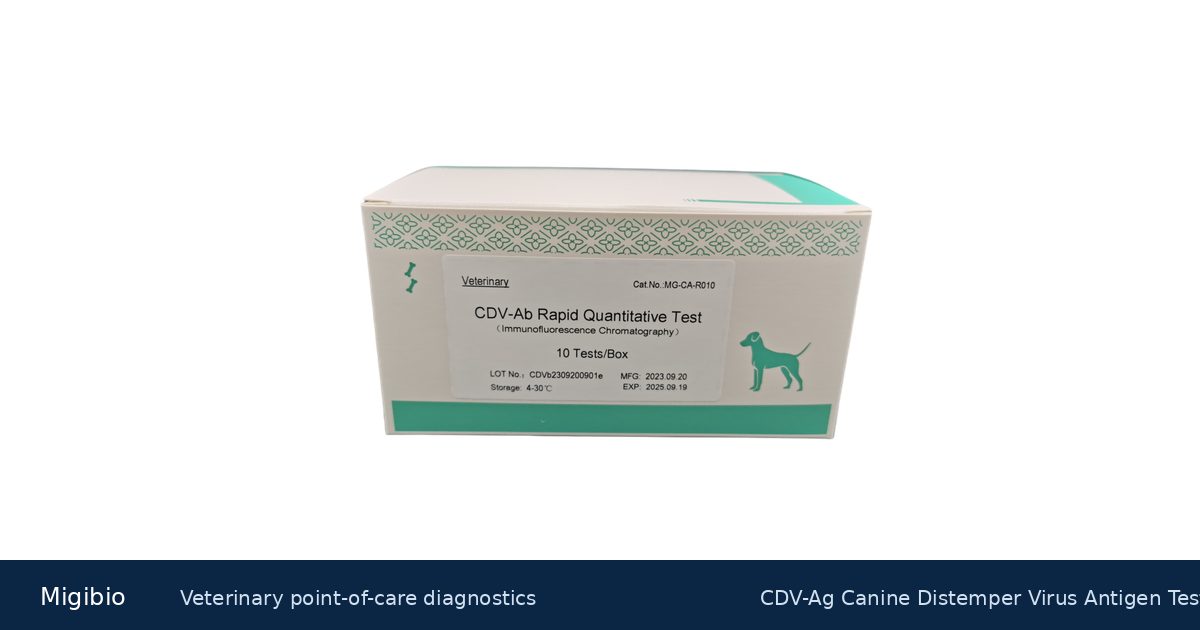 Veterinary
Cat.No.:MG-CA-R010
CDV-Ab Rapid Quantitative Test
（Immunofluorescence Chromatography）
10 Tests/Box
LOT No.: CDVb2309200901e MFG: 2023.09.20
Storage: 4-30℃ EXP: 2025.09.19
Migibio Veterinary point-of-care diagnostics CDV-Ag Canine Distemper Virus Antigen Tes